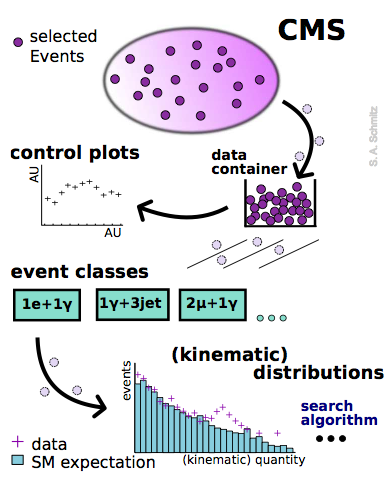 selected
Events
CMS
S. A. Schmitz
control plots
data
container
AU
AU
event classes
1e+1γ
1γ+3jet
2μ+1γ
(kinematic)
distributions
events
search
algorithm
data
SM expectation
(kinematic) quantity